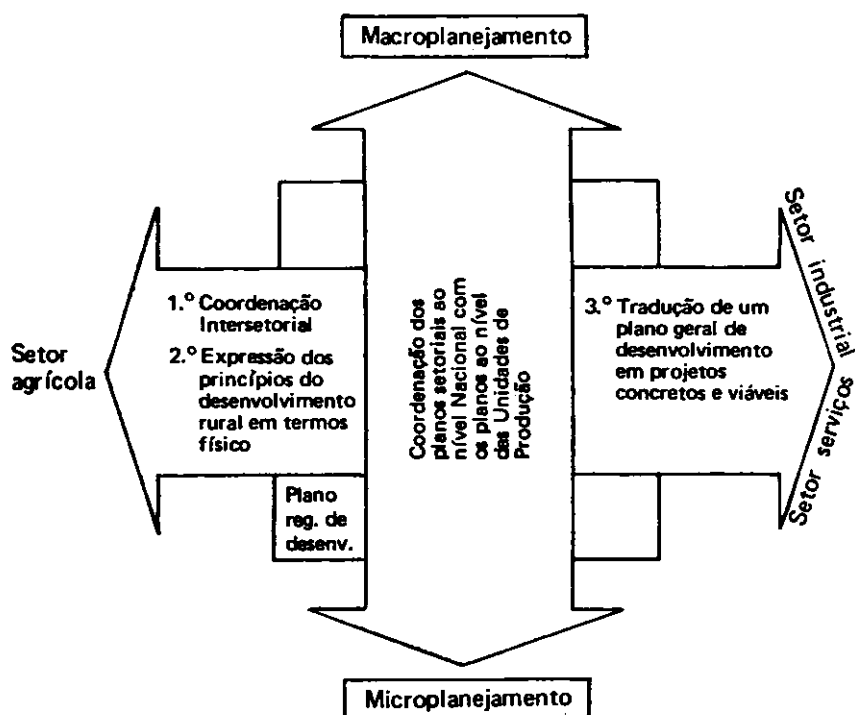 Macroplanejamento
1.º Coordenação
Intersetorial
2.º Expressão dos
princípios do
desenvolvimento
rural em termos
físico
Setor
agrícola
Plano
reg. de
desenv.
Coordenação dos
planos setoriais ao
nível Nacional com
os planos ao nível
das Unidades de
Produção
3.º Tradução de um
plano geral de
desenvolvimento
em projetos
concretos e viáveis
Setor industrial
Setor serviços
Microplanejamento